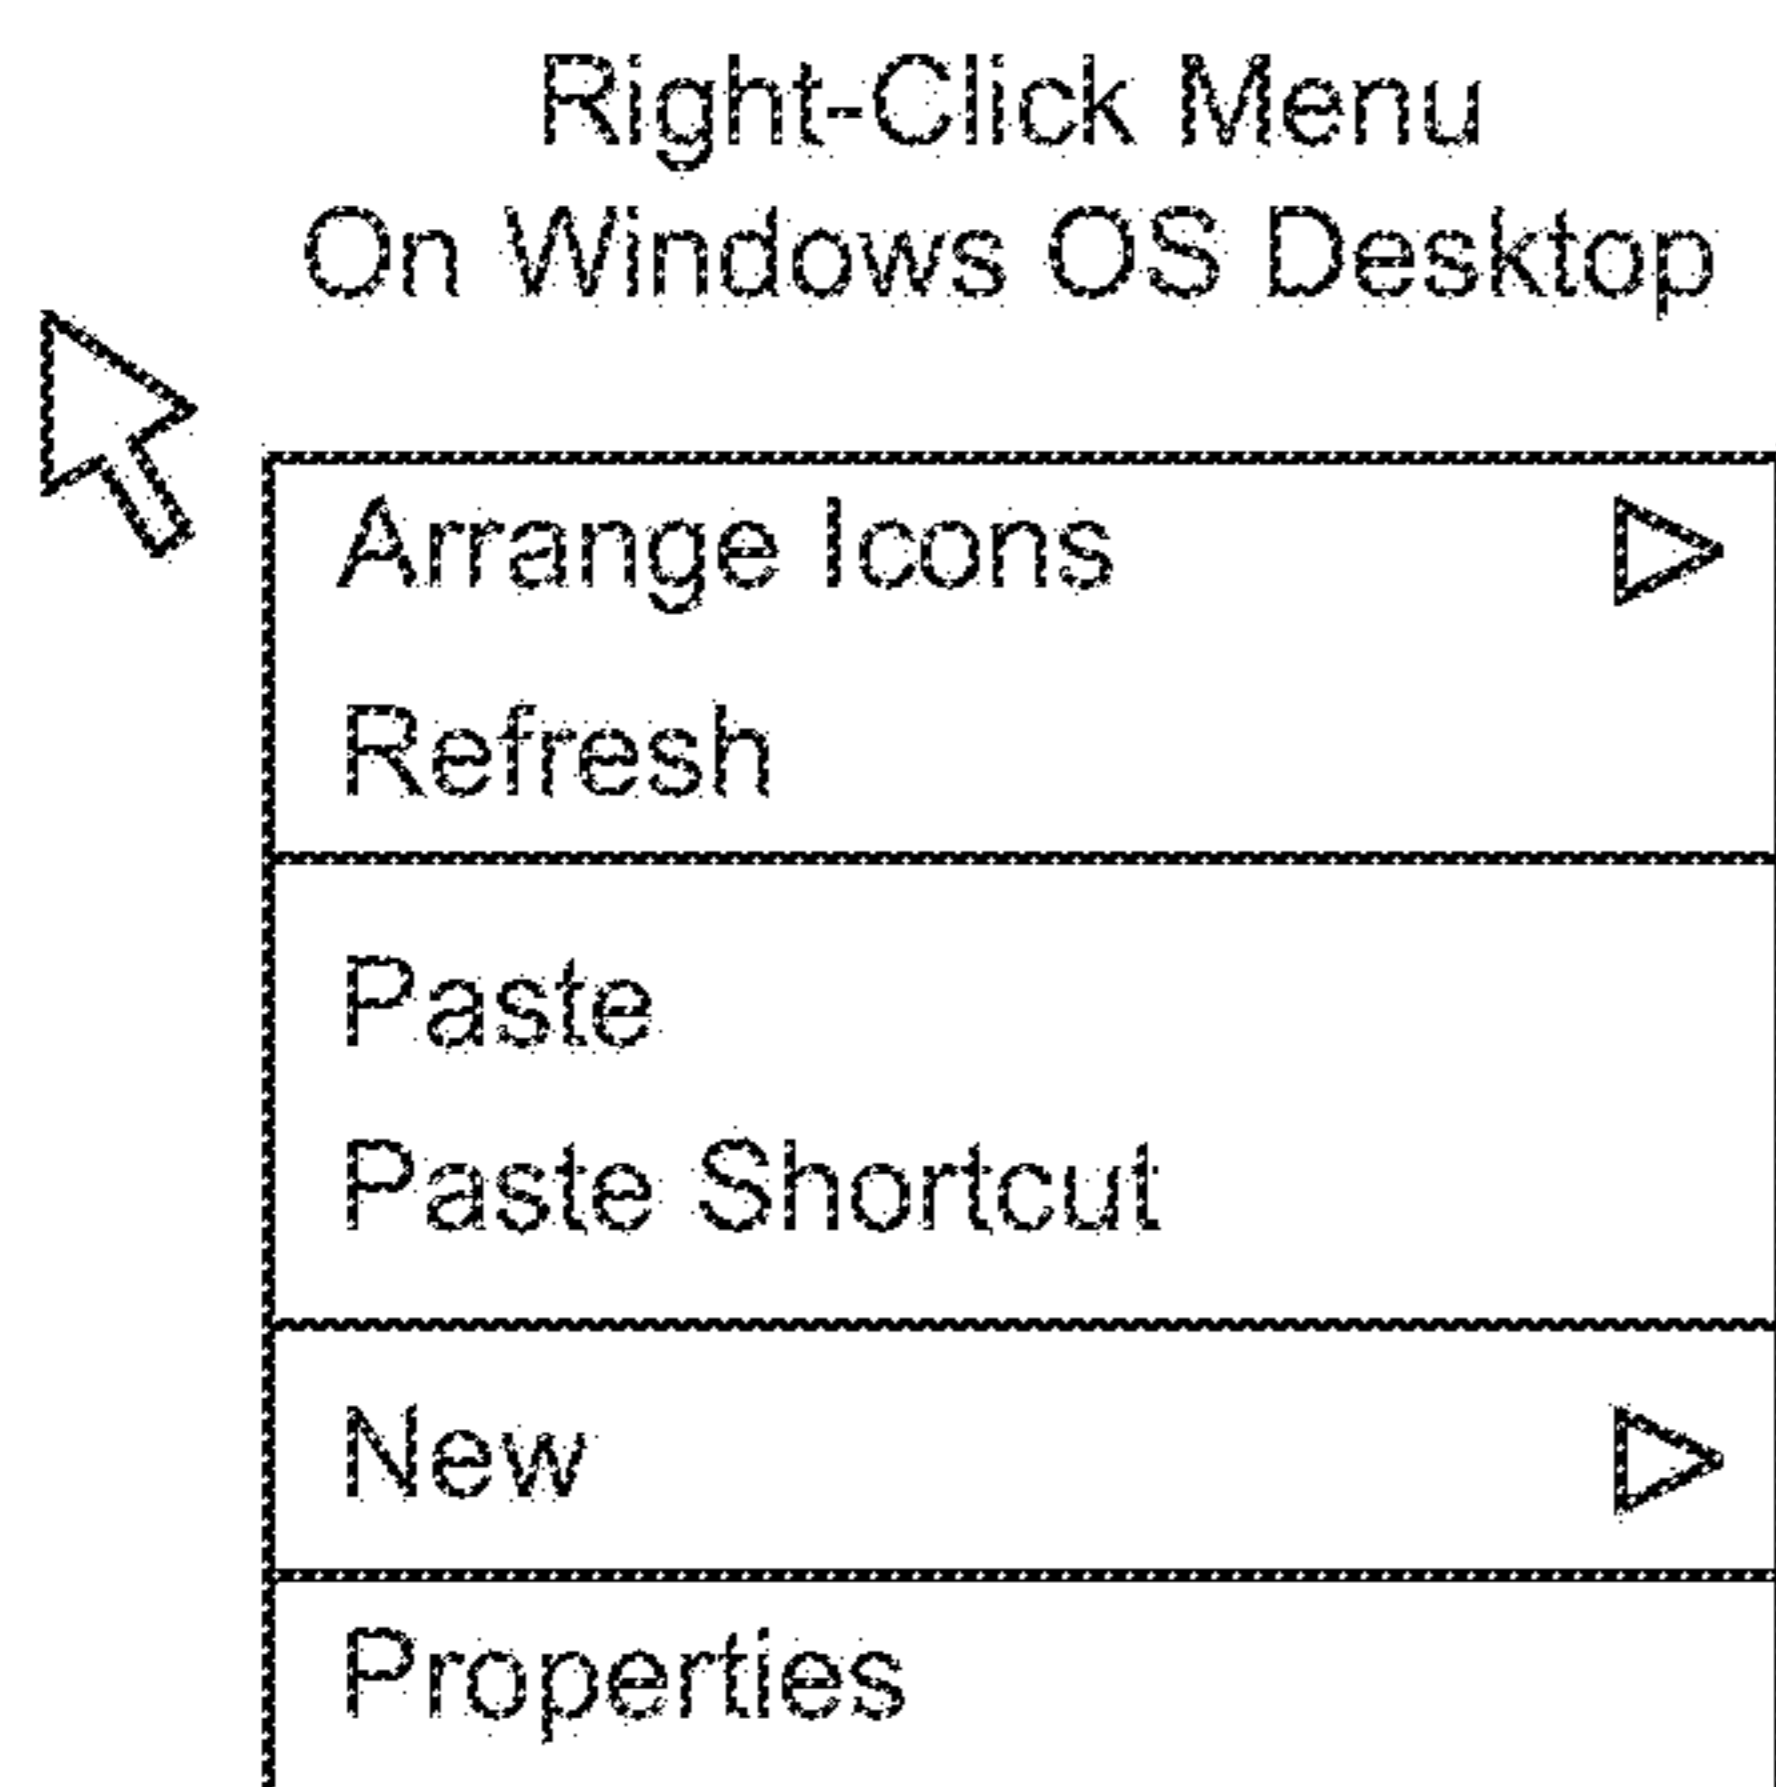 Right-Click Menu
On Windows OS Desktop
Arrange Icons
Refresh
Paste
Paste Shortcut
New
Properties